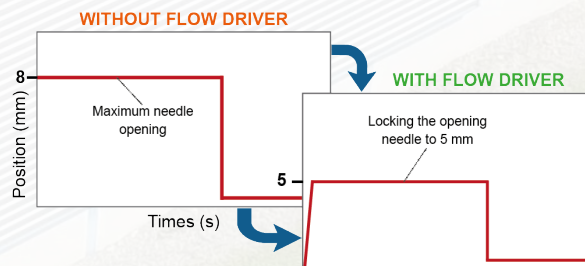 WITHOUT FLOW DRIVER
8
Maximum needle
opening
Position (mm)
Times (s)
WITH FLOW DRIVER
Locking the opening
needle to 5 mm
5